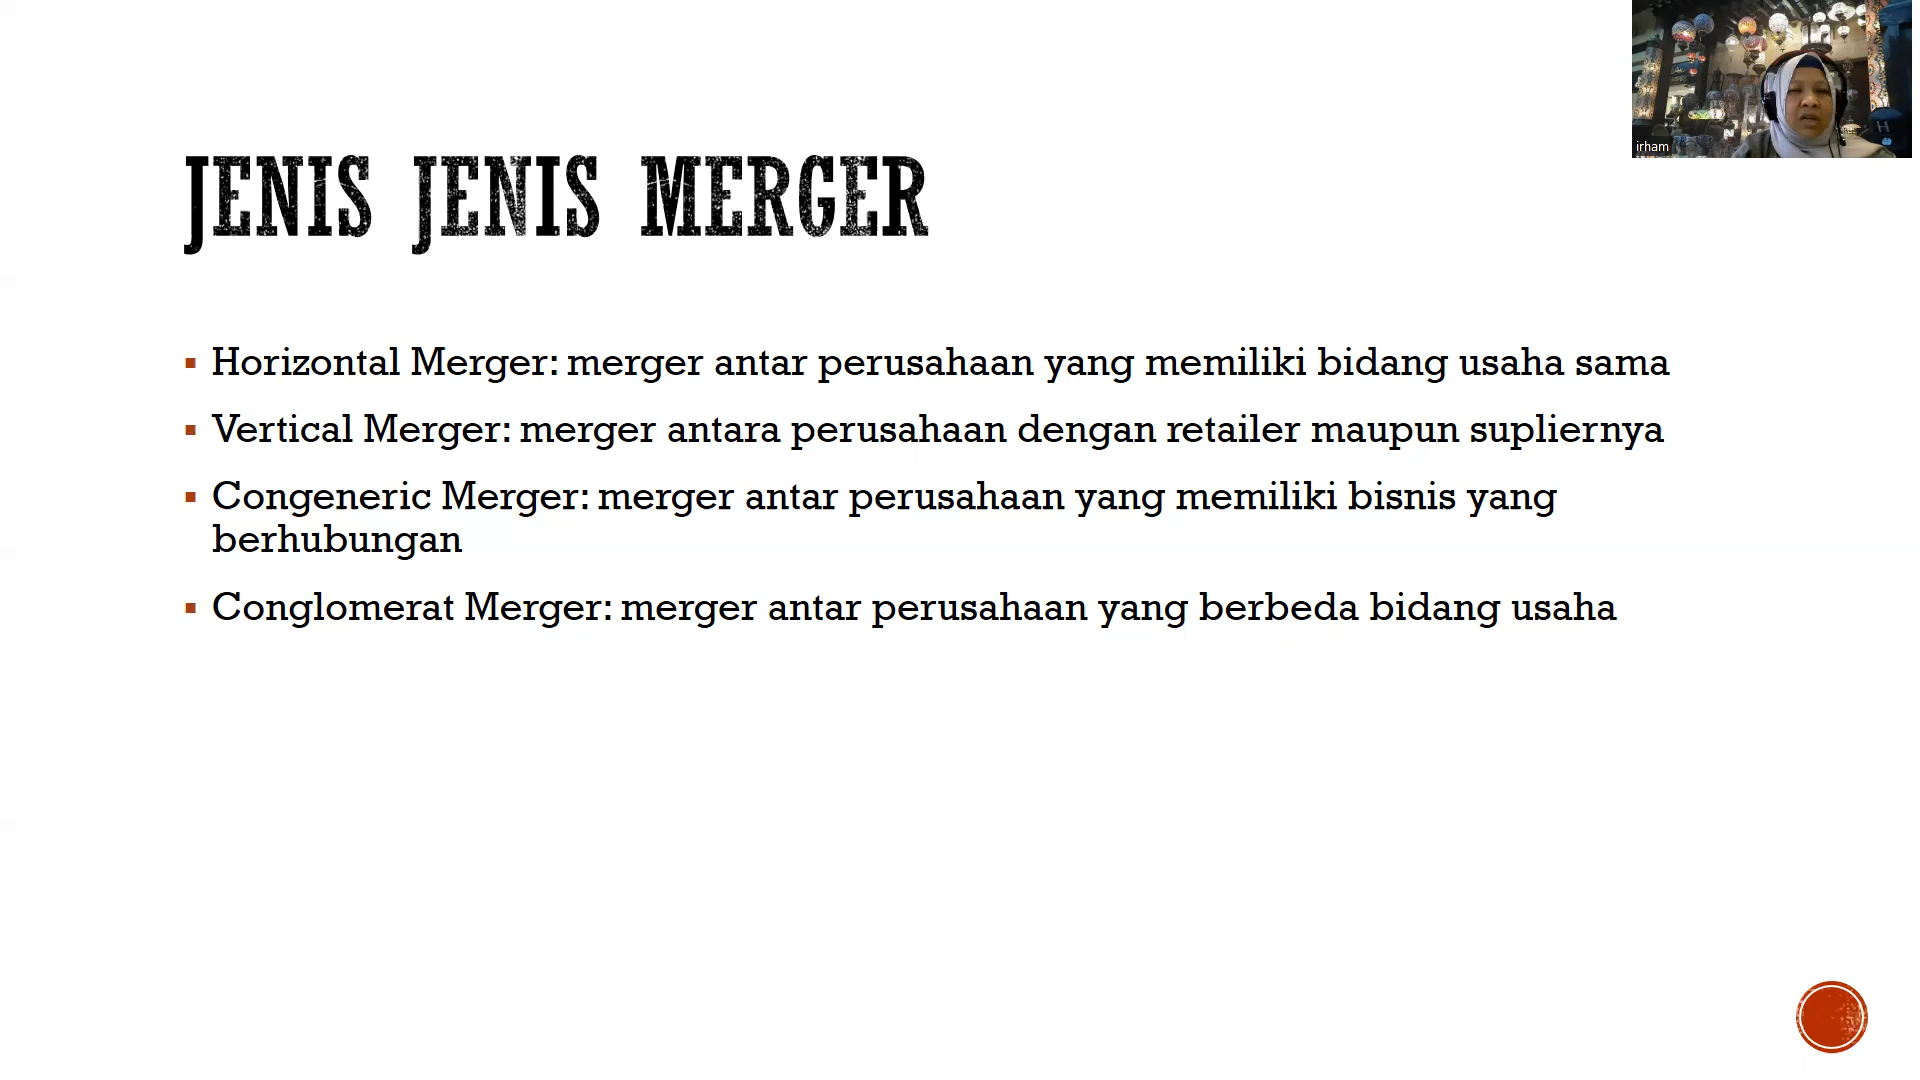 irham
JENIS JENIS MERGER
▪ Horizontal Merger: merger antar perusahaan yang memiliki bidang usaha sama
▪ Vertical Merger: merger antara perusahaan dengan retailer maupun supliernya
▪ Congeneric Merger: merger antar perusahaan yang memiliki bisnis yang
berhubungan
▪ Conglomerat Merger: merger antar perusahaan yang berbeda bidang usaha